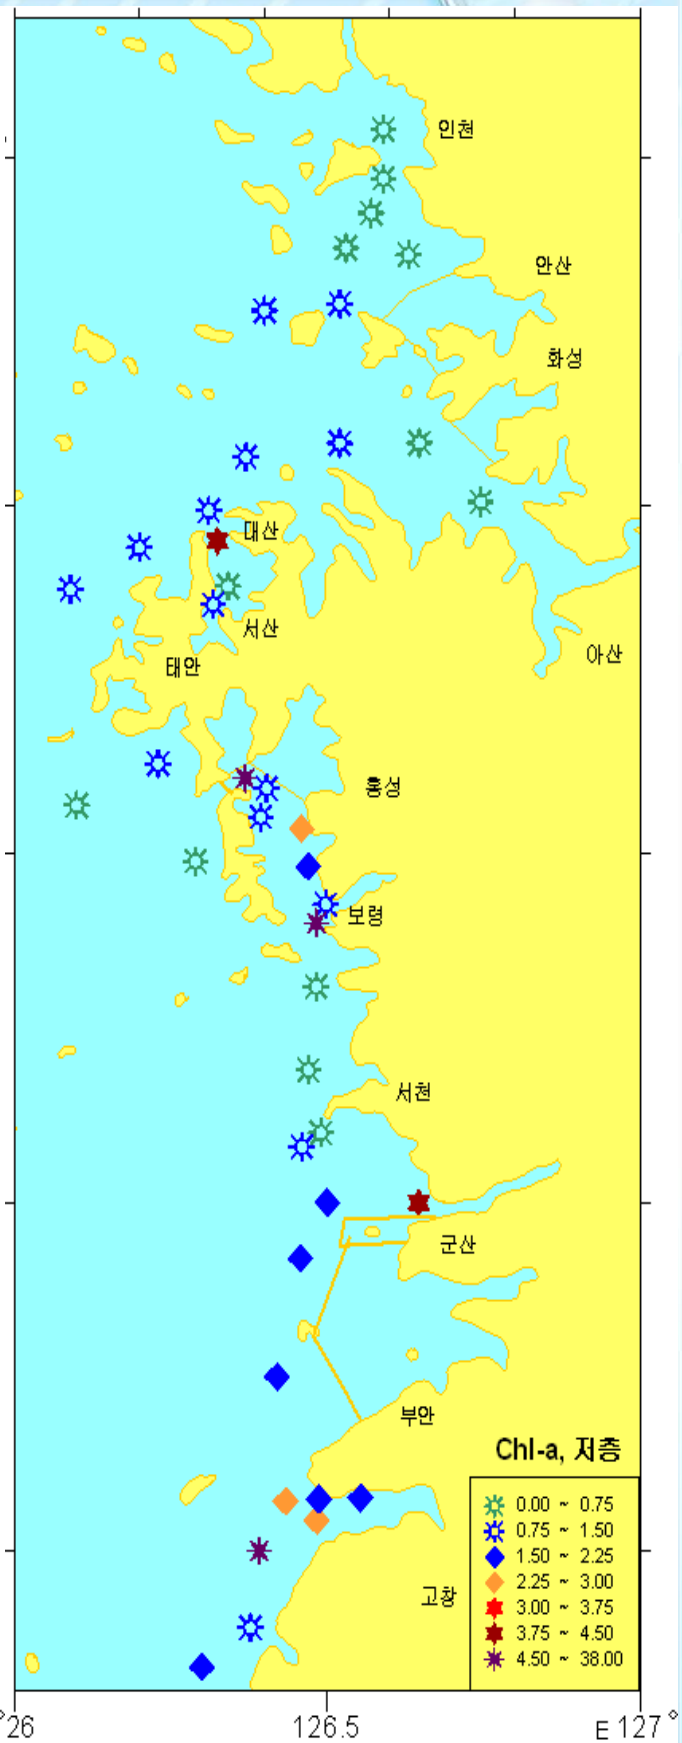 인천
안산
화성
대산
서산
아산
태안
홍성
보령
서천
군산
부안
Chl-a, 저층
0.00 ~ 0.75
0.75 ~ 1.50
1.50 ~ 2.25
2.25 ~ 3.00
3.00 ~ 3.75
3.75 ~ 4.50
4.50 ~ 38.00
고창
°26 126.5 E 127°